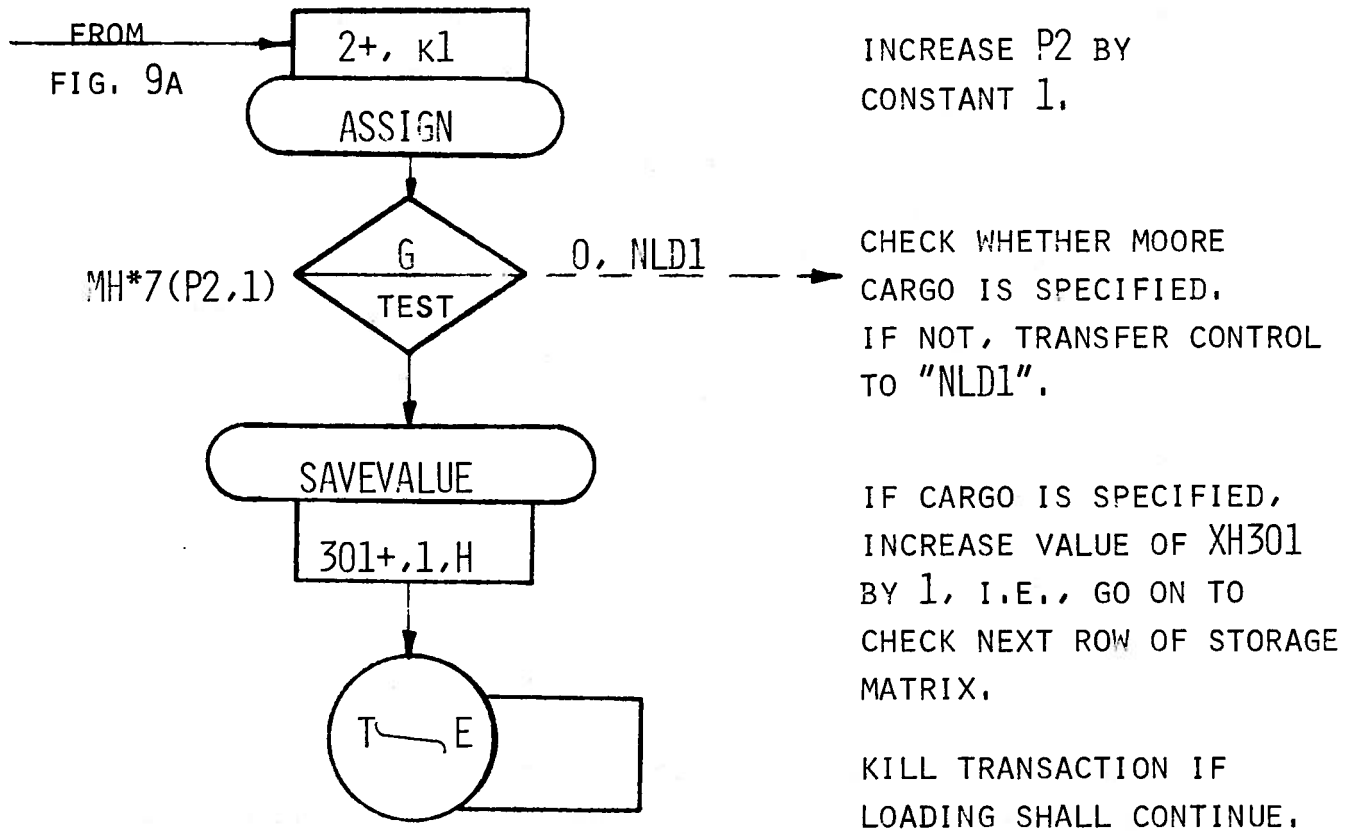 FROM
FIG. 9A
2+, K1
ASSIGN
INCREASE P2 BY
CONSTANT 1.
MH*7(P2,1)
G
TEST
0, NLD1
CHECK WHETHER MOORE
CARGO IS SPECIFIED.
IF NOT, TRANSFER CONTROL
TO "NLD1".
SAVEVALUE
301+,1,H
IF CARGO IS SPECIFIED,
INCREASE VALUE OF XH301
BY 1, I.E., GO ON TO
CHECK NEXT ROW OF STORAGE
MATRIX.
T E
KILL TRANSACTION IF
LOADING SHALL CONTINUE.